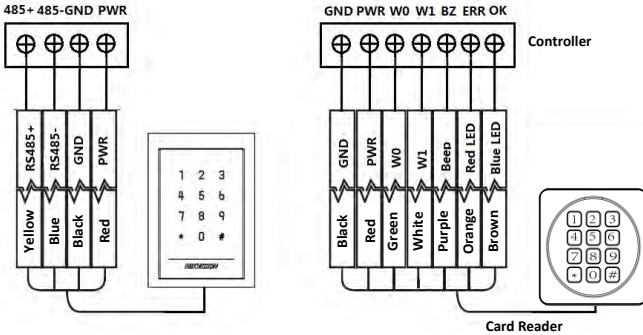 485+ 485-GND PWR
GND PWR W0 W1 BZ ERR OK
Controller
RS485+ RS485- GND PWR
Yellow Blue Black Red
GND PWR W0 W1 Beep Red LED Blue LED
Black Red Green White Purple Orange Brown
1 2 3
4 5 6
7 8 9
* 0 #
1 2 3
4 5 6
7 8 9
* 0 #
Card Reader